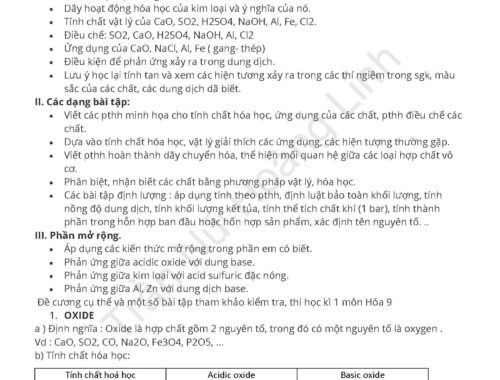 • Dãy hoạt động hóa học của kim loại và ý nghĩa của nó.
• Tính chất vật lý của CaO, SO2, H2SO4, NaOH, Al, Fe, Cl2.
• Điều chế: SO2, CaO, H2SO4, NaOH, Al, Cl2
• Ứng dụng của CaO, NaCl, Al, Fe ( gang- thép)
• Điều kiện để phản ứng xảy ra trong dung dịch.
• Lưu ý học lại tính tan và xem các hiện tương xảy ra trong các thí ngiệm trong sgk, màu
sắc của các chất, các dung dịch dã biết.
II. Các dạng bài tập:
• Viết các pthh minh họa cho tính chất hóa học, ứng dụng của các chất, pthh điều chế các
chất.
• Dựa vào tính chất hóa học, vật lý giải thích các ứng dụng, các hiện tượng thường gặp.
• Viết pthh hoàn thành dãy chuyển hóa, thể hiện mối quan hệ giữa các loại hợp chất vô
cơ.
• Phân biệt, nhận biết các chất bằng phương pháp vật lý, hóa học.
• Các bài tập định lượng : áp dụng tính theo pthh, định luật bảo toàn khối lượng, tính
nồng độ dung dịch, tính khối lượng kết tủa, tính thể tích chất khí (1 bar), tính thành
phần trong hỗn hợp ban đầu hoặc hổn hợp sản phẩm, xác định tên nguyên tố. ..
III. Phần mở rộng.
• Áp dụng các kiến thức mở rộng trong phần em có biết.
• Phản ứng giữa acidic oxide với dung base.
• Phản ứng giữa kim loại với acid sulfuric đặc nóng.
• Phản ứng giữa Al, Zn với dung dịch base.
Đề cương cụ thể và một số bài tập tham khảo kiểm tra, thi học kì 1 môn Hóa 9
1. OXIDE
a ) Định nghĩa : Oxide là hợp chất gồm 2 nguyên tố, trong đó có một nguyên tố là oxygen .
Vd : CaO, SO2, CO, Na2O, Fe3O4, P2O5, ...
b) Tính chất hóa học:
Tính chất hoá học Acidic oxide Basic oxide